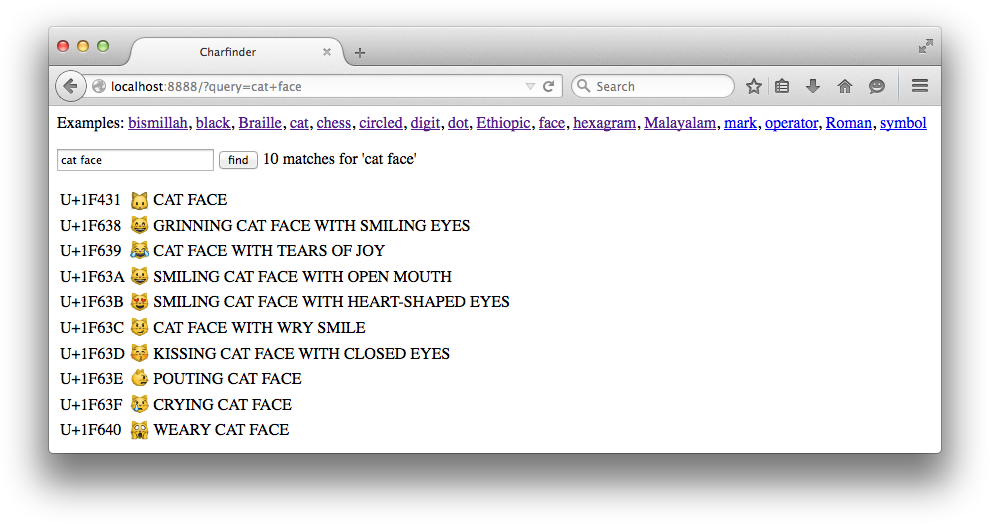 Charfinder
localhost:8888/?query=cat+face
Search
Examples: bismillah, black, Braille, cat, chess, circled, digit, dot, Ethiopic, face, hexagram, Malayalam, mark, operator, Roman, symbol
cat face find 10 matches for 'cat face'
U+1F431 🐱 CAT FACE
U+1F638 😸 GRINNING CAT FACE WITH SMILING EYES
U+1F639 😹 CAT FACE WITH TEARS OF JOY
U+1F63A 😺 SMILING CAT FACE WITH OPEN MOUTH
U+1F63B 😻 SMILING CAT FACE WITH HEART-SHAPED EYES
U+1F63C 😼 CAT FACE WITH WRY SMILE
U+1F63D 😽 KISSING CAT FACE WITH CLOSED EYES
U+1F63E 😾 POUTING CAT FACE
U+1F63F 😿 CRYING CAT FACE
U+1F640 🙀 WEARY CAT FACE